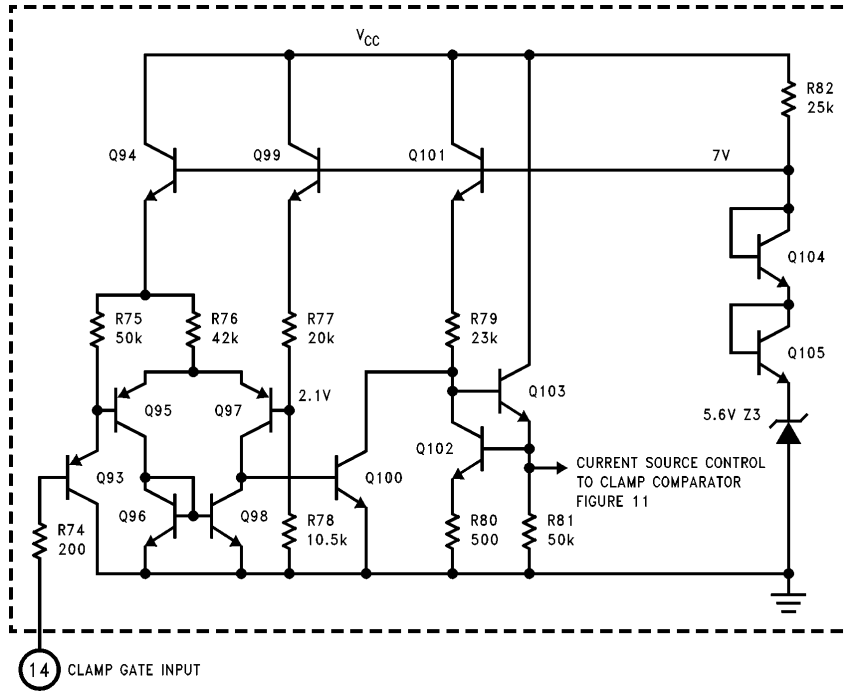 VCC
R82
25k
Q94
Q99
Q101
7V
Q104
R75
50k
R76
42k
R77
20k
R79
23k
Q105
Q95
Q97
2.1V
Q103
5.6V Z3
Q93
Q100
Q102
CURRENT SOURCE CONTROL
TO CLAMP COMPARATOR
FIGURE 11
R74
200
Q96
Q98
R78
10.5k
R80
500
R81
50k
14 CLAMP GATE INPUT